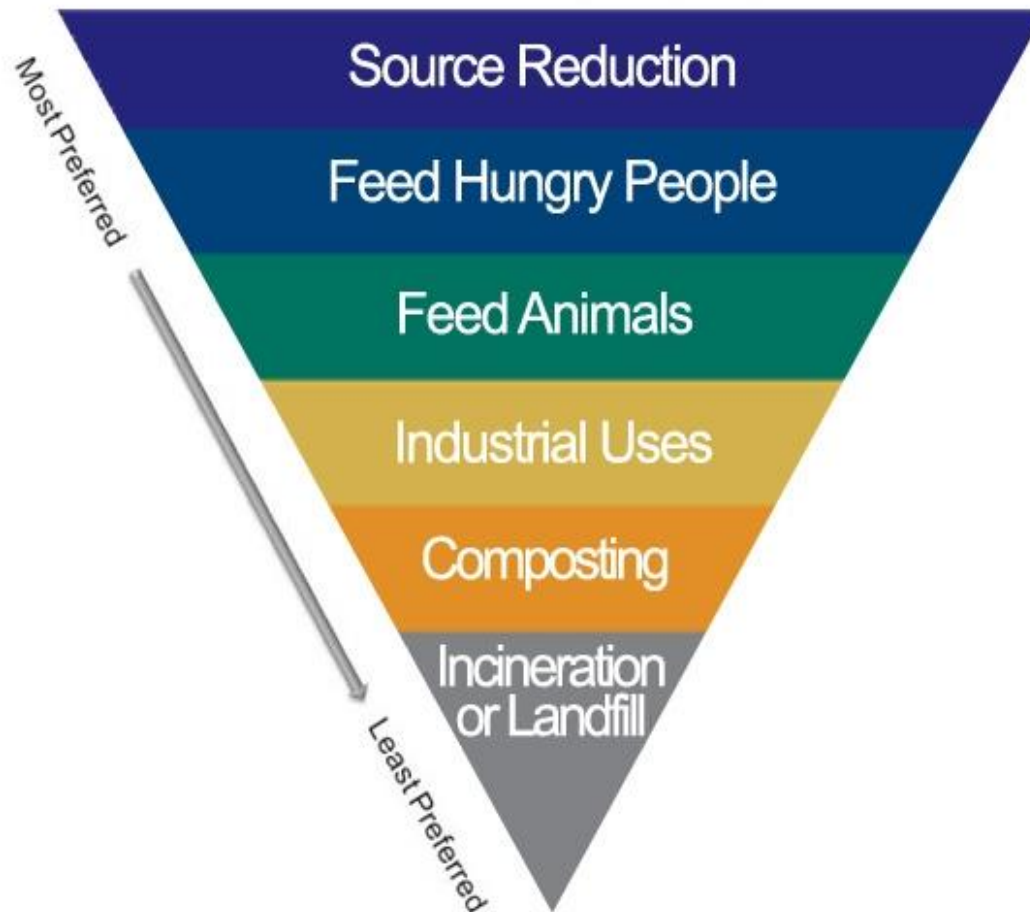 Source Reduction
Most Preferred
Feed Hungry People
Feed Animals
Industrial Uses
Composting
Incineration
or Landfill
Least Preferred